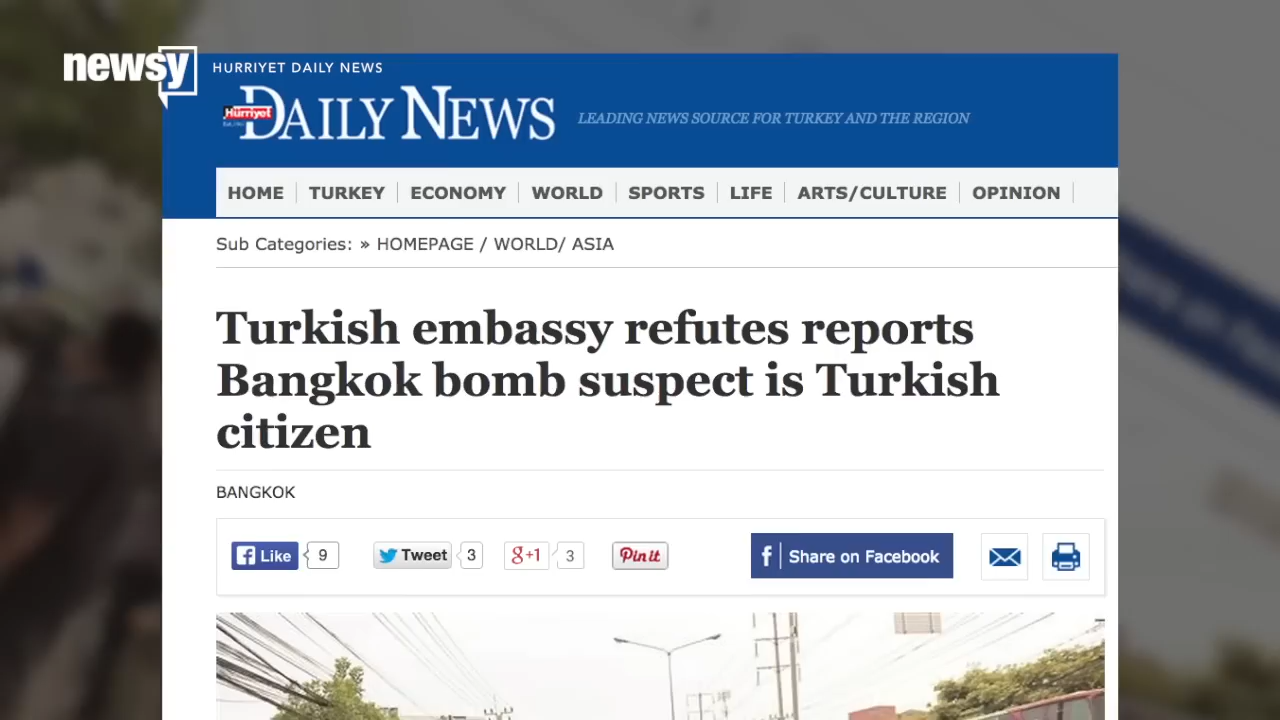 newsy
HURRIYET DAILY NEWS
Hürriyet
DAILY NEWS
LEADING NEWS SOURCE FOR TURKEY AND THE REGION
HOME TURKEY ECONOMY WORLD SPORTS LIFE ARTS/CULTURE OPINION
Sub Categories: » HOMEPAGE / WORLD/ ASIA
Turkish embassy refutes reports
Bangkok bomb suspect is Turkish
citizen
BANGKOK
Like 9 Tweet 3 g+1 3 Pin it f Share on Facebook